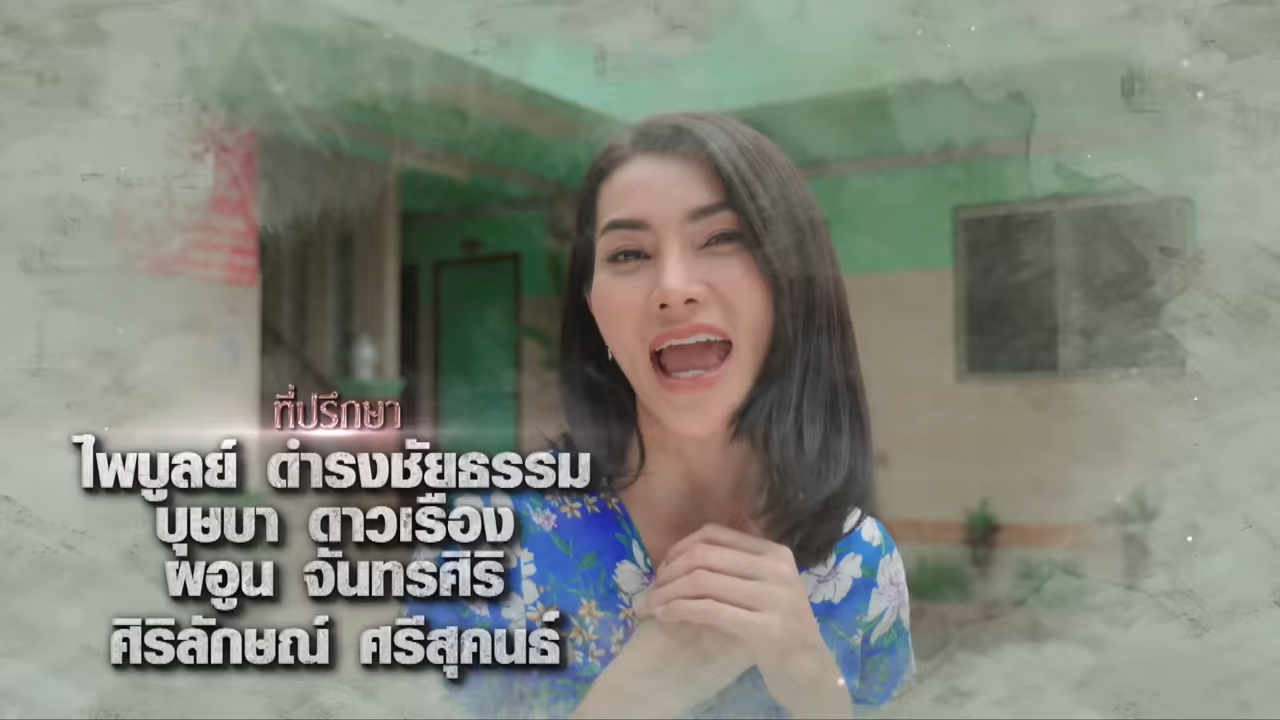 ที่ปรึกษา
ไพบูลย์ ดำรงชัยธรรม
บุษบา ดาวเรือง
ผอูน จันทรศิริ
ศิริลักษณ์ ศรีสุคนธ์